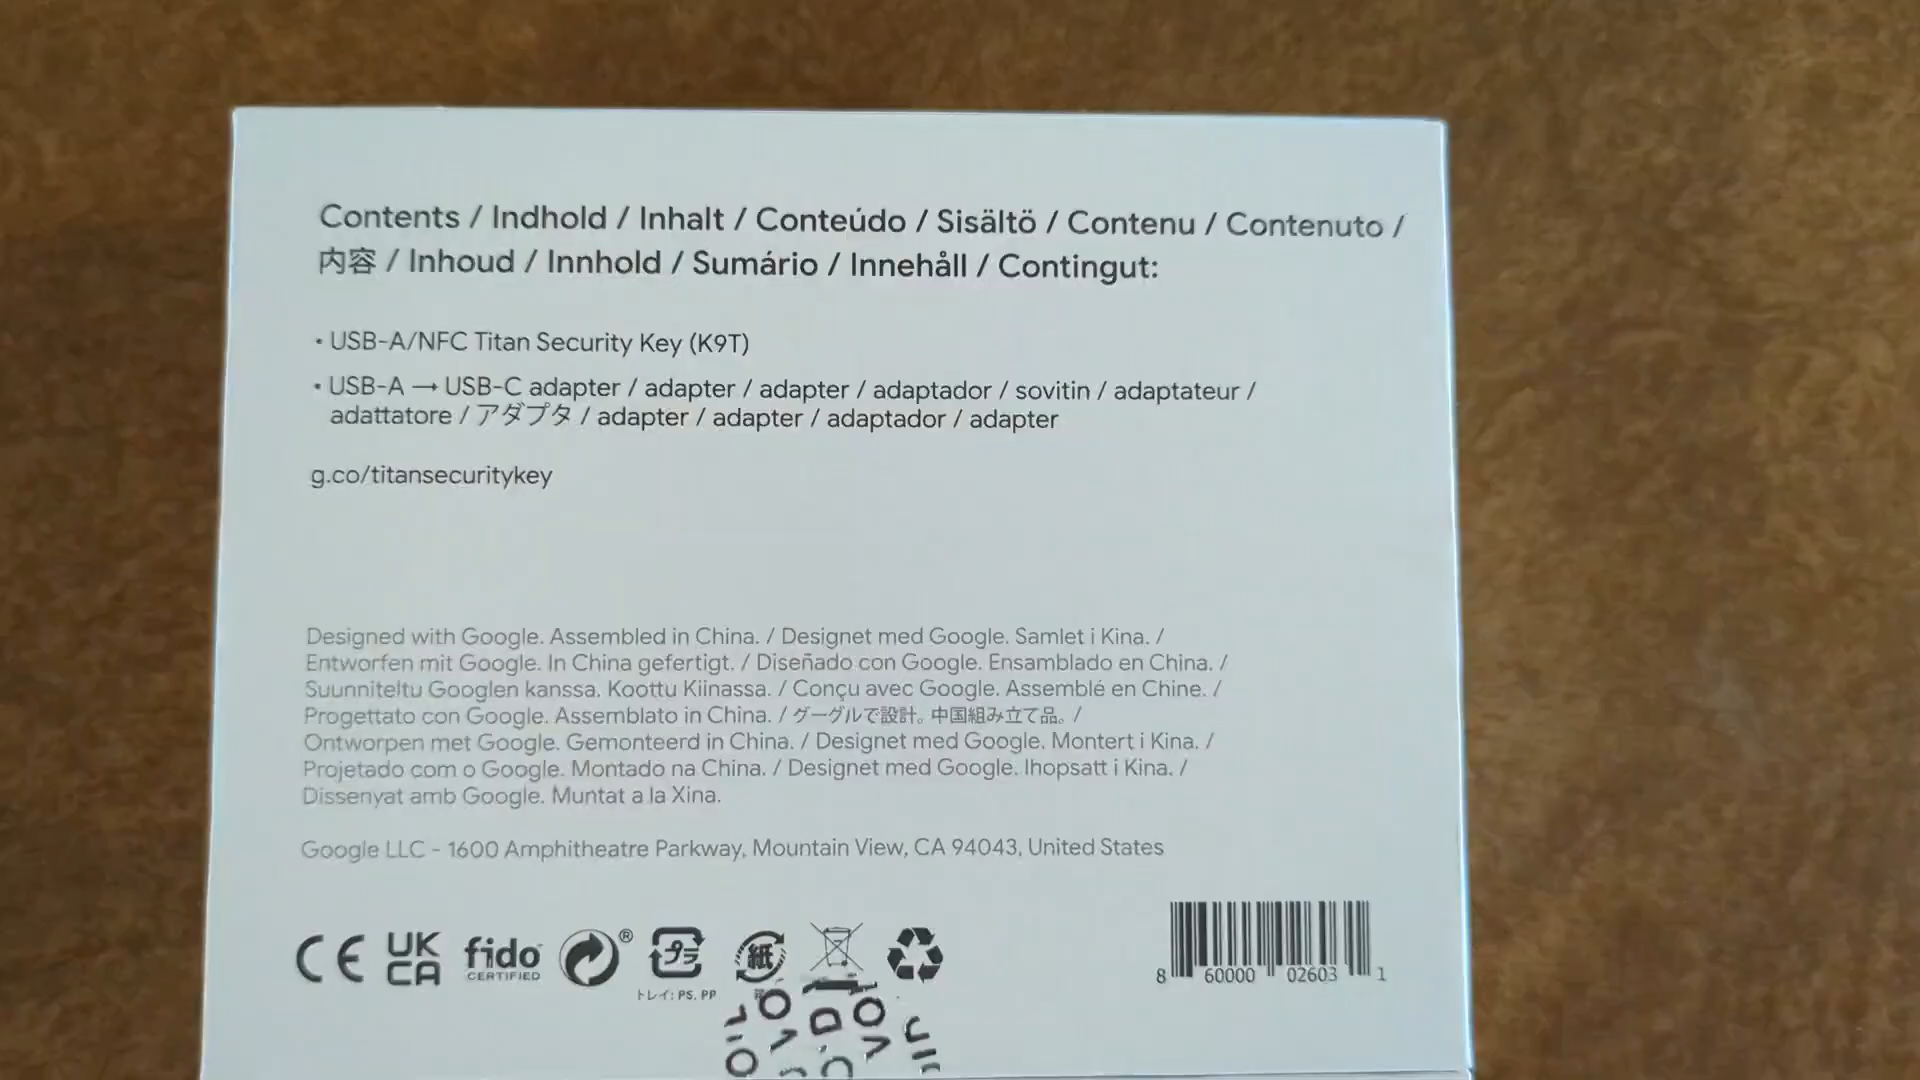 Contents / Indhold / Inhalt / Conteúdo / Sisältö / Contenu / Contenuto /
内容 / Inhoud / Innhold / Sumário / Innehåll / Contingut:
• USB-A/NFC Titan Security Key (K9T)
• USB-A → USB-C adapter / adapter / adapter / adaptador / sovitin / adaptateur /
adattatore / アダプタ / adapter / adapter / adaptador / adapter
g.co/titansecuritykey
Designed with Google. Assembled in China. / Designet med Google. Samlet i Kina. /
Entworfen mit Google. In China gefertigt. / Diseñado con Google. Ensamblado en China. /
Suunniteltu Googlen kanssa. Koottu Kiinassa. / Conçu avec Google. Assemblé en Chine. /
Progettato con Google. Assemblato in China. / グーグルで設計。中国組み立て品。 /
Ontworpen met Google. Gemonteerd in China. / Designet med Google. Montert i Kina. /
Projetado com o Google. Montado na China. / Designet med Google. Ihopsatt i Kina. /
Dissenyat amb Google. Muntat a la Xina.
Google LLC - 1600 Amphitheatre Parkway, Mountain View, CA 94043, United States
CE UK CA fido CERTIFIED ® プラ 紙
トレイ: PS, PP
8 60000 02603 1